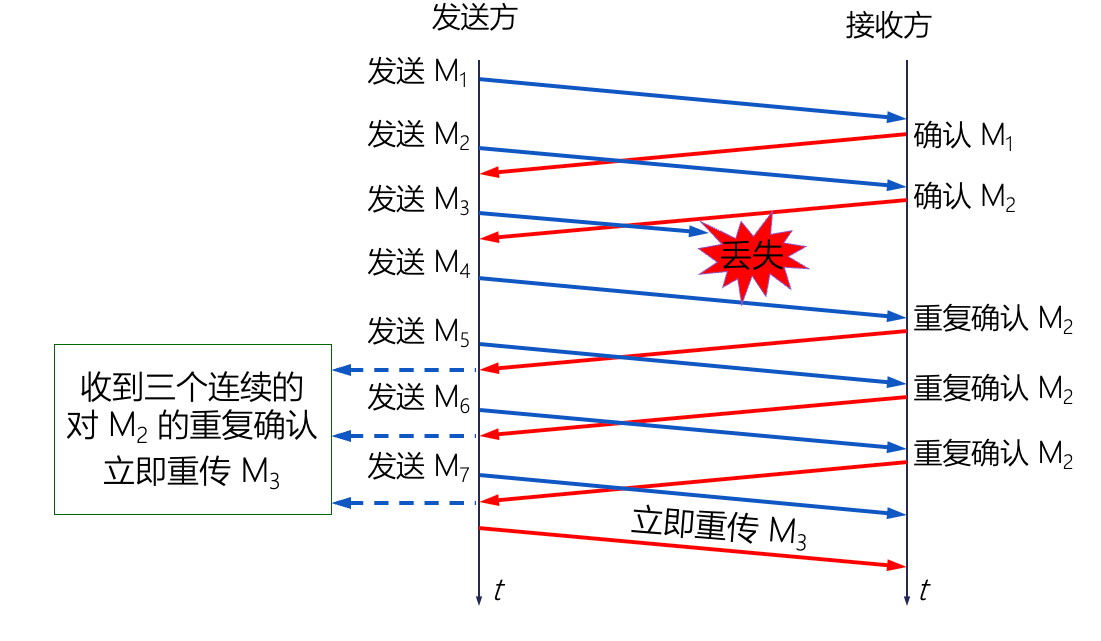 发送方
接收方
发送 M₁
确认 M₁
发送 M₂
确认 M₂
发送 M₃
丢失
发送 M₄
重复确认 M₂
发送 M₅
重复确认 M₂
发送 M₆
重复确认 M₂
发送 M₇
收到三个连续的
对 M₂ 的重复确认
立即重传 M₃
立即重传 M₃
t
t